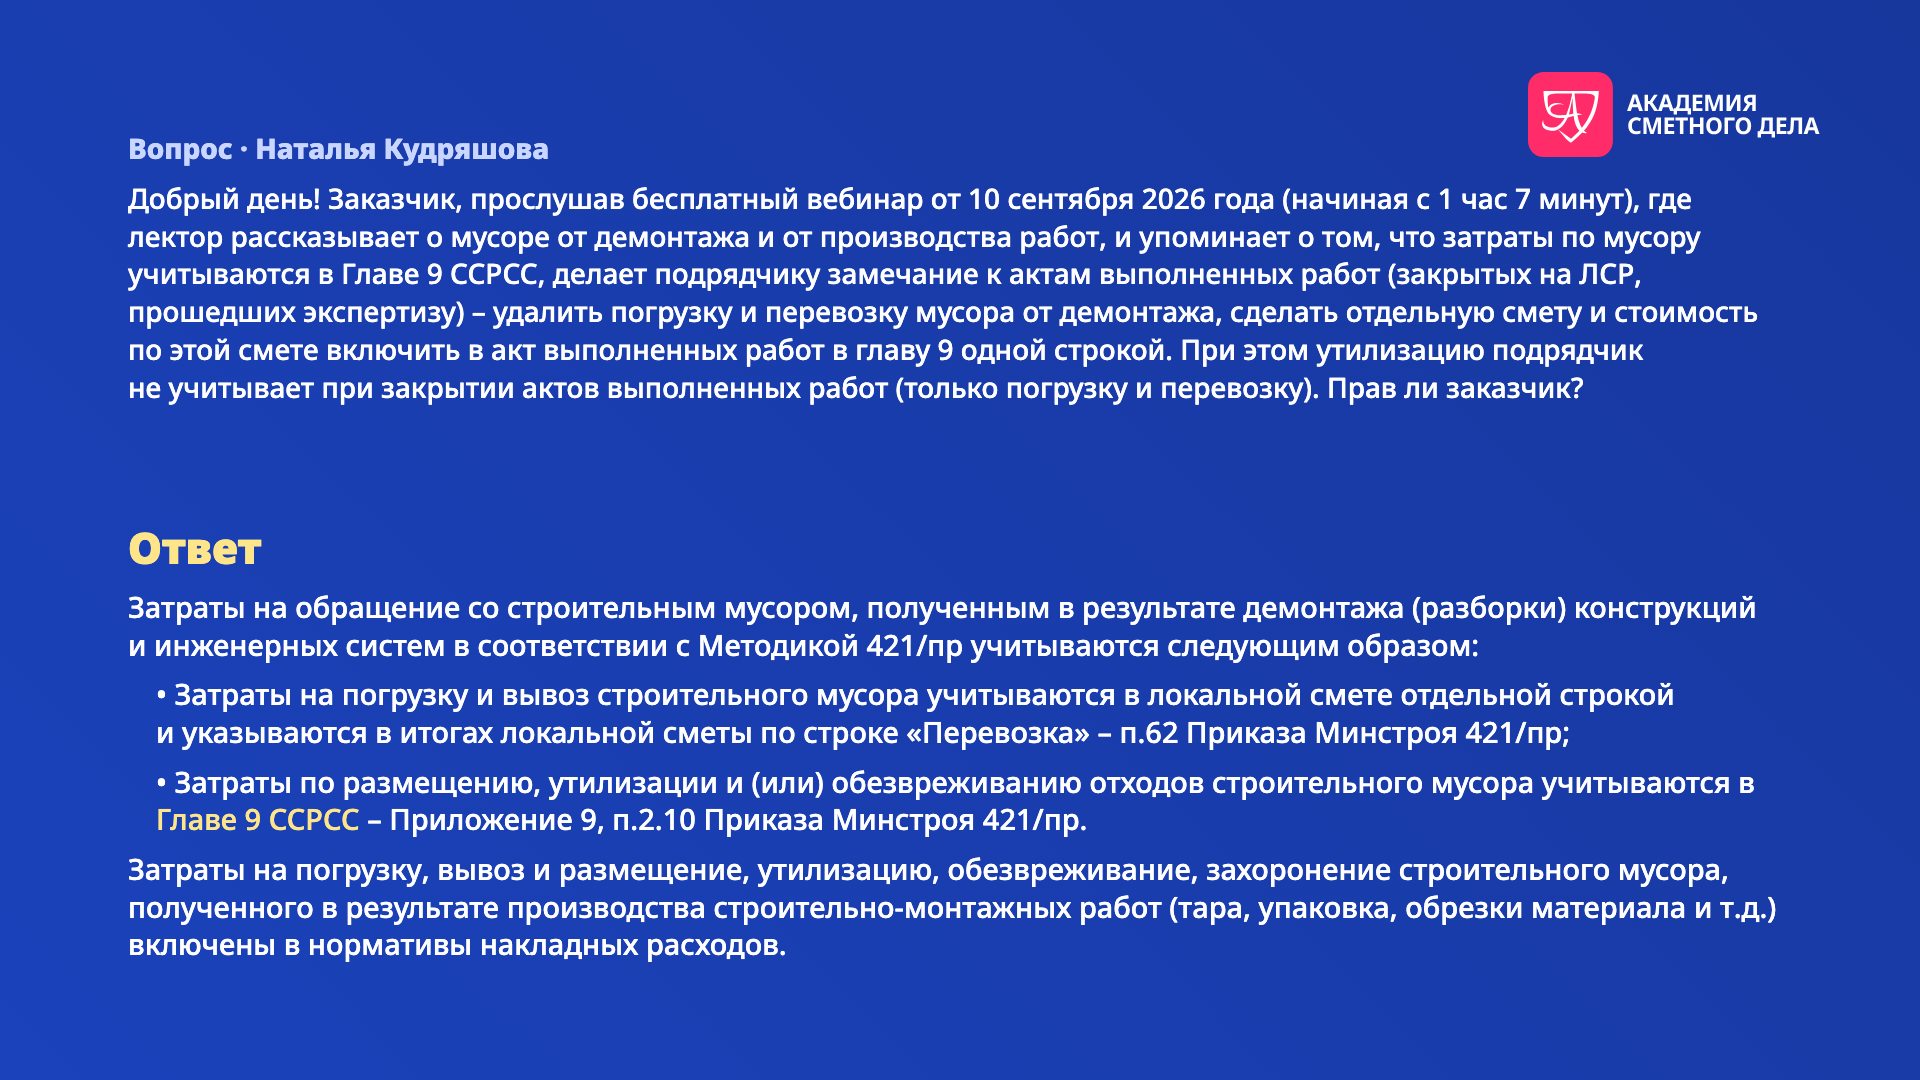 АКАДЕМИЯ
СМЕТНОГО ДЕЛА
Вопрос · Наталья Кудряшова
Добрый день! Заказчик, прослушав бесплатный вебинар от 10 сентября 2026 года (начиная с 1 час 7 минут), где
лектор рассказывает о мусоре от демонтажа и от производства работ, и упоминает о том, что затраты по мусору
учитываются в Главе 9 ССРСС, делает подрядчику замечание к актам выполненных работ (закрытых на ЛСР,
прошедших экспертизу) – удалить погрузку и перевозку мусора от демонтажа, сделать отдельную смету и стоимость
по этой смете включить в акт выполненных работ в главу 9 одной строкой. При этом утилизацию подрядчик
не учитывает при закрытии актов выполненных работ (только погрузку и перевозку). Прав ли заказчик?
Ответ
Затраты на обращение со строительным мусором, полученным в результате демонтажа (разборки) конструкций
и инженерных систем в соответствии с Методикой 421/пр учитываются следующим образом:
• Затраты на погрузку и вывоз строительного мусора учитываются в локальной смете отдельной строкой
и указываются в итогах локальной сметы по строке «Перевозка» – п.62 Приказа Минстроя 421/пр;
• Затраты по размещению, утилизации и (или) обезвреживанию отходов строительного мусора учитываются в
Главе 9 ССРСС – Приложение 9, п.2.10 Приказа Минстроя 421/пр.
Затраты на погрузку, вывоз и размещение, утилизацию, обезвреживание, захоронение строительного мусора,
полученного в результате производства строительно-монтажных работ (тара, упаковка, обрезки материала и т.д.)
включены в нормативы накладных расходов.